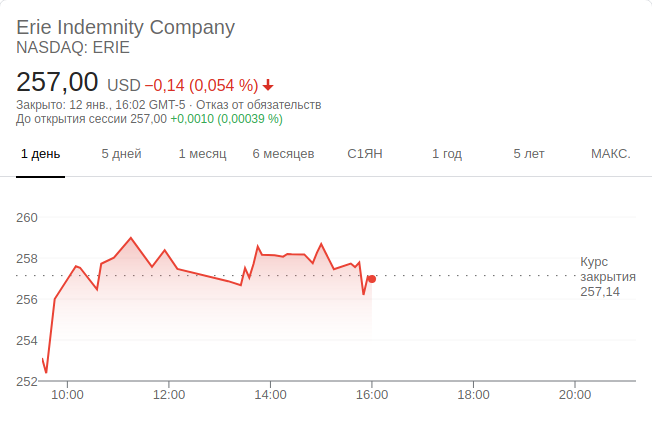 Erie Indemnity Company
NASDAQ: ERIE
257,00 USD −0,14 (0,054 %)
Закрыто: 12 янв., 16:02 GMT-5 · Отказ от обязательств
До открытия сессии 257,00 +0,0010 (0,00039 %)
1 день 5 дней 1 месяц 6 месяцев С1ЯН 1 год 5 лет МАКС.
260
258
256
254
252
Курс
закрытия
257,14
10:00 12:00 14:00 16:00 18:00 20:00